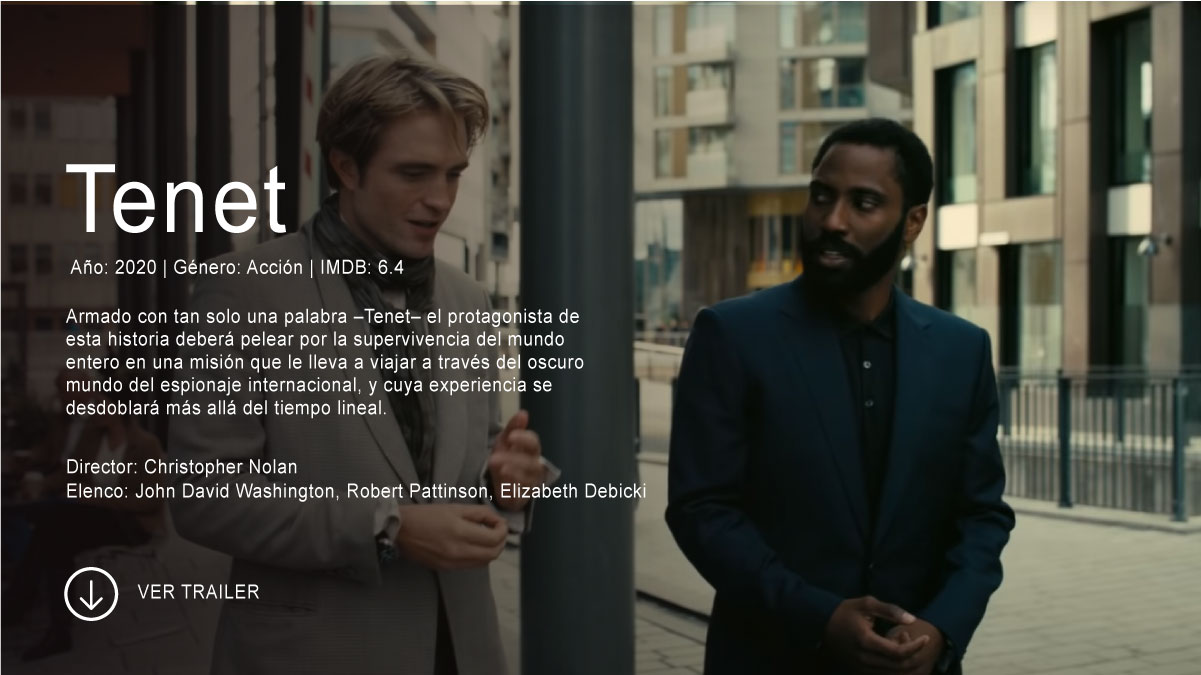 Tenet
Año: 2020 | Género: Acción | IMDB: 6.4
Armado con tan solo una palabra –Tenet– el protagonista de
esta historia deberá pelear por la supervivencia del mundo
entero en una misión que le lleva a viajar a través del oscuro
mundo del espionaje internacional, y cuya experiencia se
desdoblará más allá del tiempo lineal.
Director: Christopher Nolan
Elenco: John David Washington, Robert Pattinson, Elizabeth Debicki
VER TRAILER